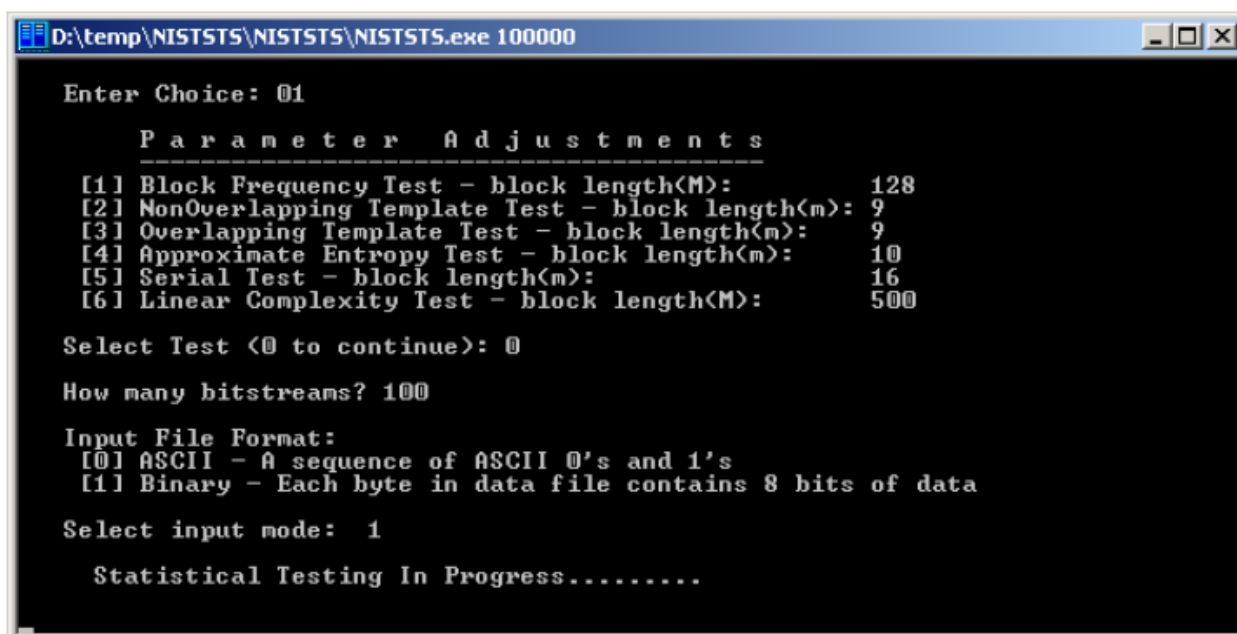 D:\temp\NISTSTS\NISTSTS\NISTSTS.exe 100000
Enter Choice: 01
P a r a m e t e r   A d j u s t m e n t s
[1] Block Frequency Test - block length(M): 128
[2] NonOverlapping Template Test - block length(m): 9
[3] Overlapping Template Test - block length(m): 9
[4] Approximate Entropy Test - block length(m): 10
[5] Serial Test - block length(m): 16
[6] Linear Complexity Test - block length(M): 500
Select Test (0 to continue): 0
How many bitstreams? 100
Input File Format:
[0] ASCII - A sequence of ASCII 0's and 1's
[1] Binary - Each byte in data file contains 8 bits of data
Select input mode:  1
Statistical Testing In Progress.........